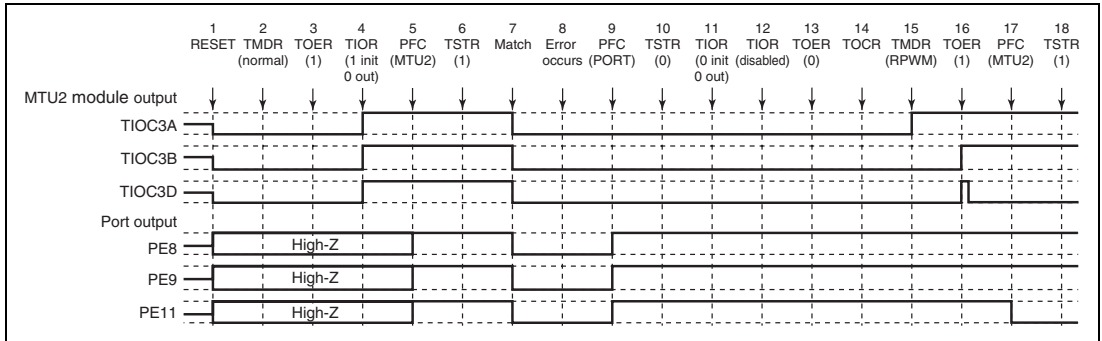 1 2 3 4 5 6 7 8 9 10 11 12 13 14 15 16 17 18
RESET TMDR TOER TIOR PFC TSTR Match Error PFC TSTR TIOR TIOR TOER TOCR TMDR TOER PFC TSTR
(normal) (1) (1 init (MTU2) (1) occurs (PORT) (0) (0 init (disabled) (0) (RPWM) (1) (MTU2) (1)
0 out) 0 out)
MTU2 module output
TIOC3A
TIOC3B
TIOC3D
Port output
PE8 High-Z
PE9 High-Z
PE11 High-Z